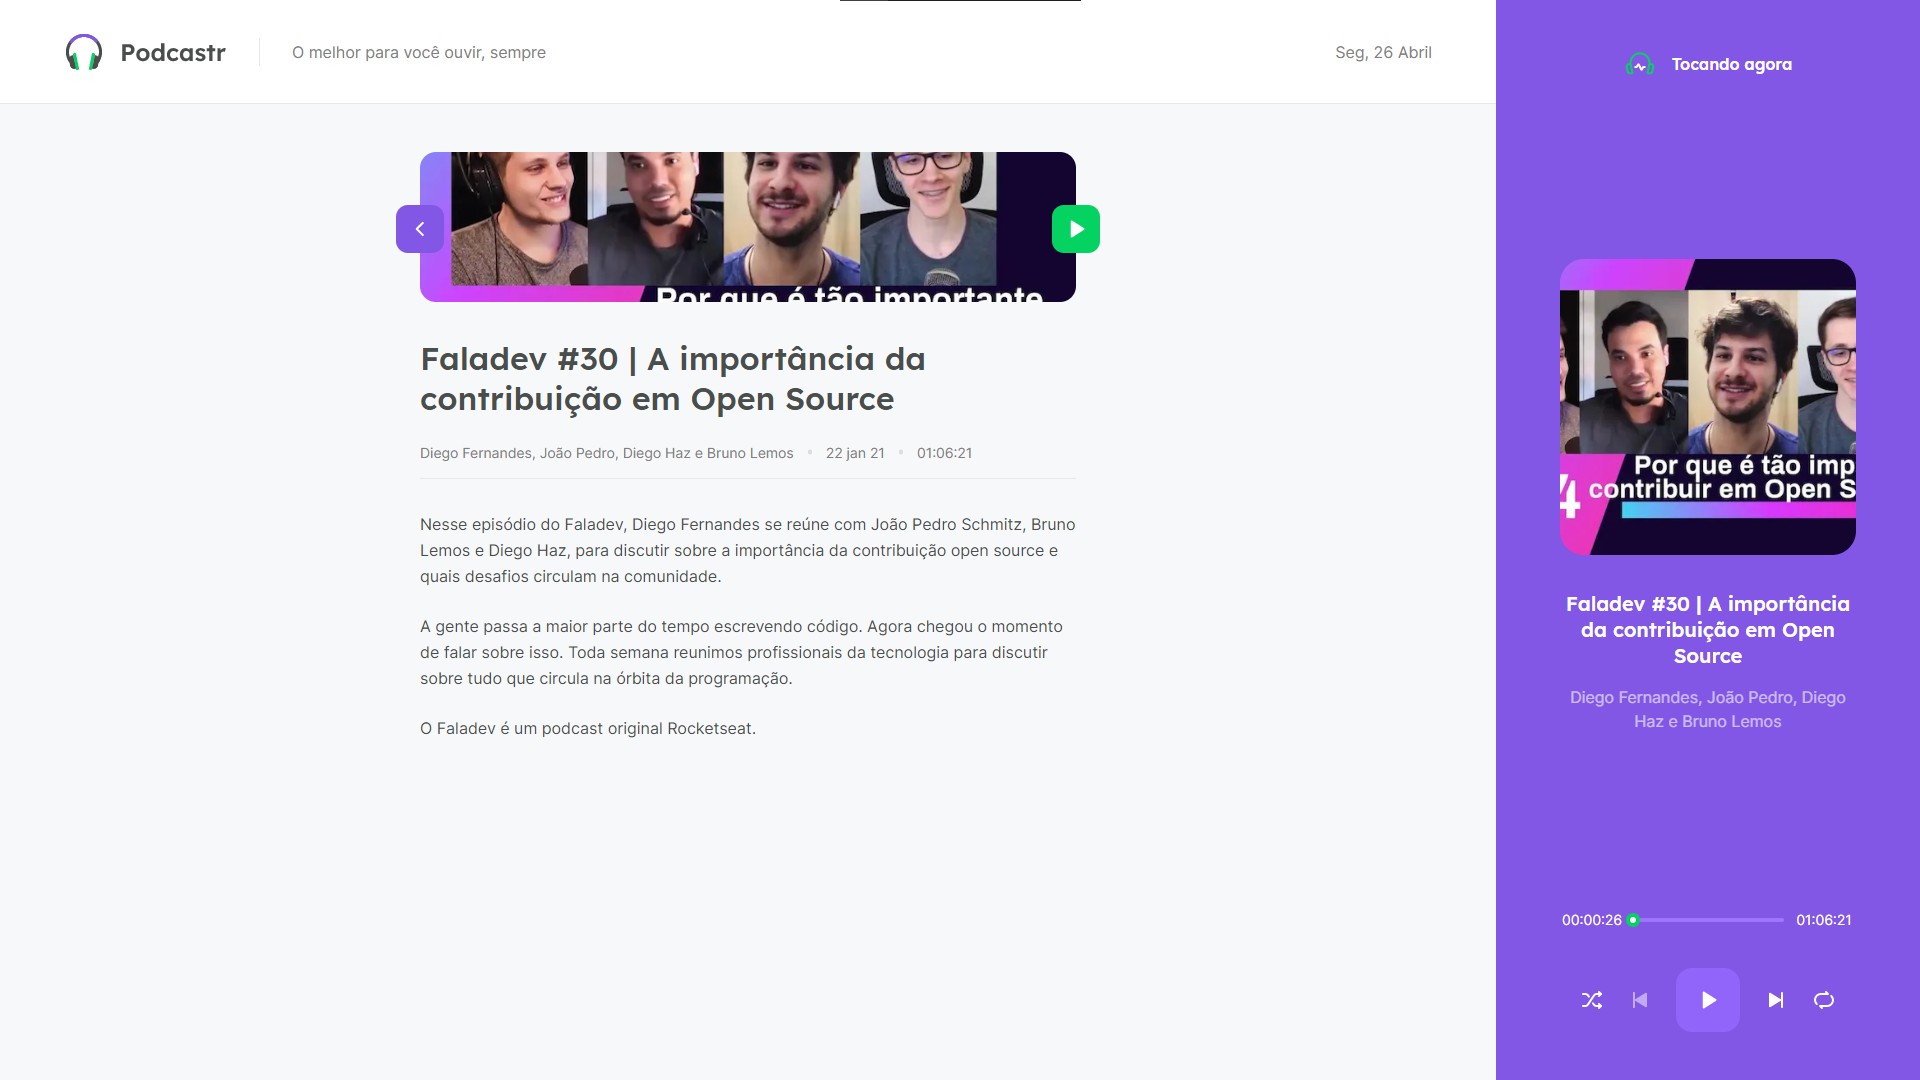 Podcastr
O melhor para você ouvir, sempre
Seg, 26 Abril
Por que é tão importante
Faladev #30 | A importância da
contribuição em Open Source
Diego Fernandes, João Pedro, Diego Haz e Bruno Lemos • 22 jan 21 • 01:06:21
Nesse episódio do Faladev, Diego Fernandes se reúne com João Pedro Schmitz, Bruno
Lemos e Diego Haz, para discutir sobre a importância da contribuição open source e
quais desafios circulam na comunidade.
A gente passa a maior parte do tempo escrevendo código. Agora chegou o momento
de falar sobre isso. Toda semana reunimos profissionais da tecnologia para discutir
sobre tudo que circula na órbita da programação.
O Faladev é um podcast original Rocketseat.
Tocando agora
Por que é tão imp
4 contribuir em Open S
Faladev #30 | A importância
da contribuição em Open
Source
Diego Fernandes, João Pedro, Diego
Haz e Bruno Lemos
00:00:26 01:06:21